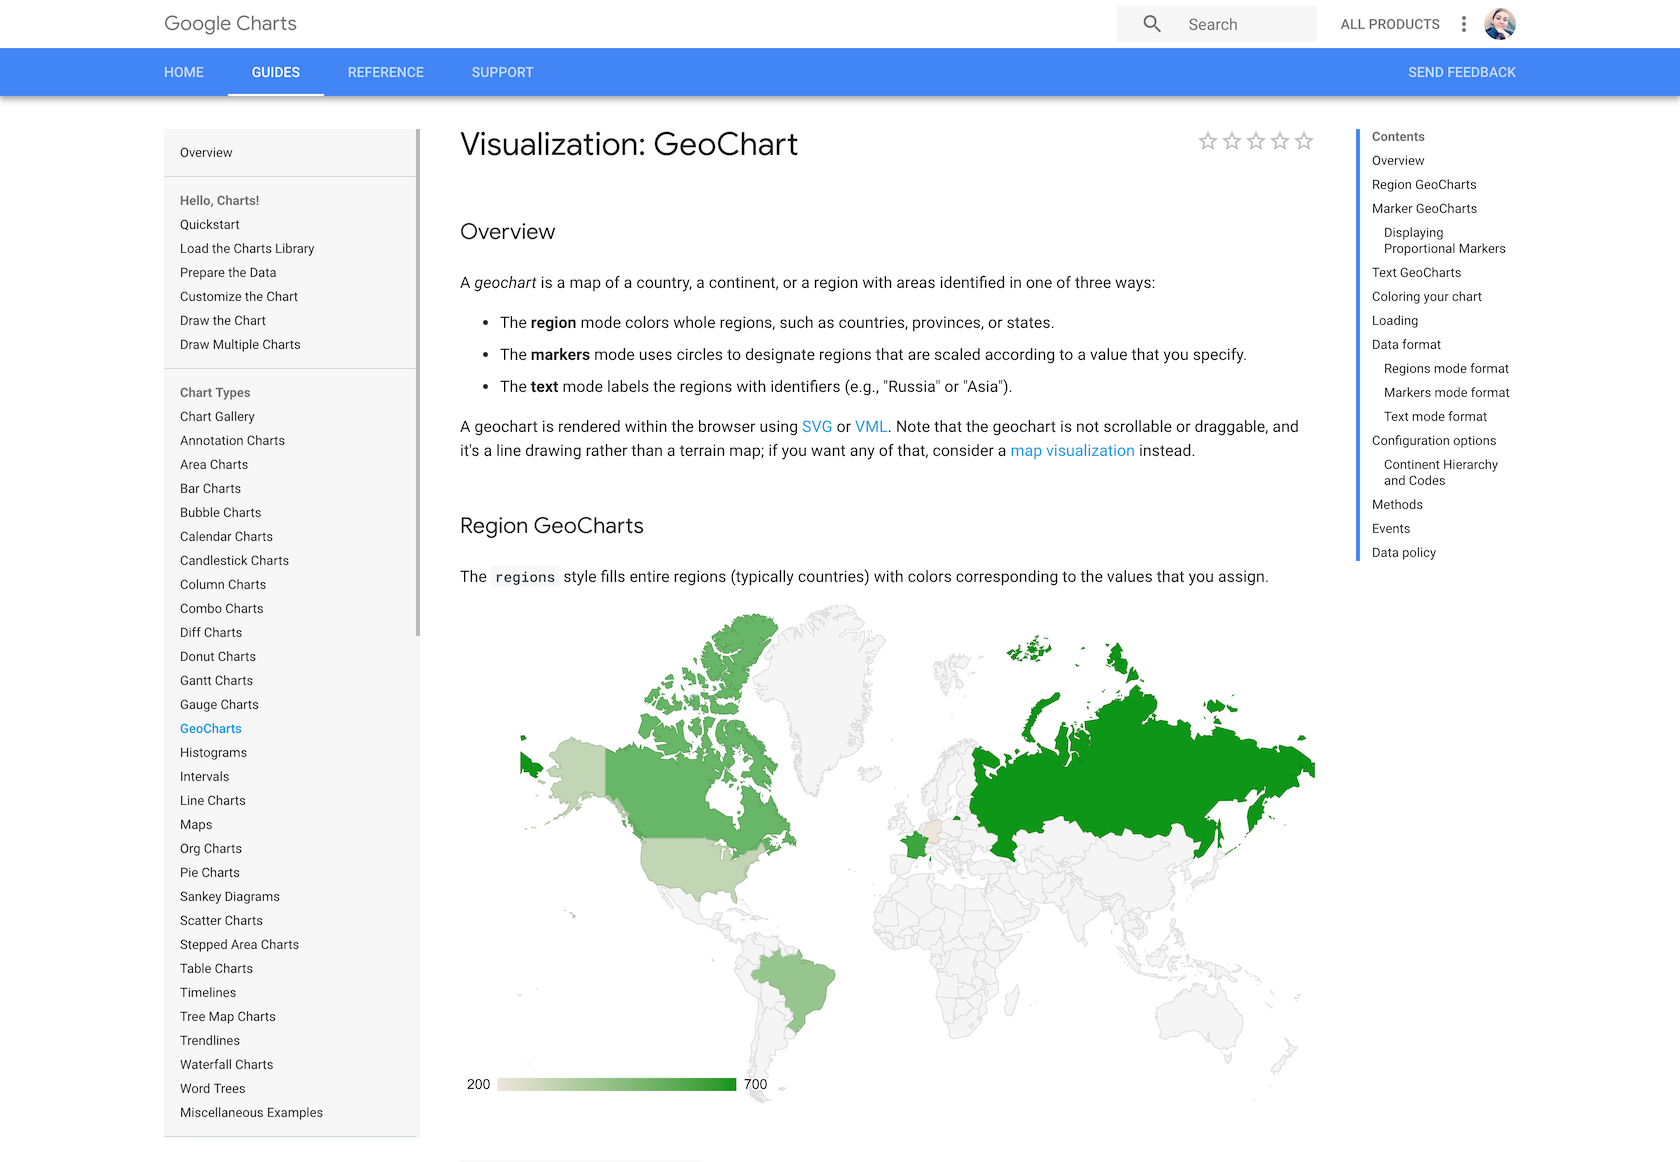 Google Charts
Search
ALL PRODUCTS
HOME
GUIDES
REFERENCE
SUPPORT
SEND FEEDBACK
Overview
Hello, Charts!
Quickstart
Load the Charts Library
Prepare the Data
Customize the Chart
Draw the Chart
Draw Multiple Charts
Chart Types
Chart Gallery
Annotation Charts
Area Charts
Bar Charts
Bubble Charts
Calendar Charts
Candlestick Charts
Column Charts
Combo Charts
Diff Charts
Donut Charts
Gantt Charts
Gauge Charts
GeoCharts
Histograms
Intervals
Line Charts
Maps
Org Charts
Pie Charts
Sankey Diagrams
Scatter Charts
Stepped Area Charts
Table Charts
Timelines
Tree Map Charts
Trendlines
Waterfall Charts
Word Trees
Miscellaneous Examples
Visualization: GeoChart
Overview
A geochart is a map of a country, a continent, or a region with areas identified in one of three ways:
• The region mode colors whole regions, such as countries, provinces, or states.
• The markers mode uses circles to designate regions that are scaled according to a value that you specify.
• The text mode labels the regions with identifiers (e.g., "Russia" or "Asia").
A geochart is rendered within the browser using SVG or VML. Note that the geochart is not scrollable or draggable, and
it's a line drawing rather than a terrain map; if you want any of that, consider a map visualization instead.
Region GeoCharts
The regions style fills entire regions (typically countries) with colors corresponding to the values that you assign.
200
700
Contents
Overview
Region GeoCharts
Marker GeoCharts
Displaying
Proportional Markers
Text GeoCharts
Coloring your chart
Loading
Data format
Regions mode format
Markers mode format
Text mode format
Configuration options
Continent Hierarchy
and Codes
Methods
Events
Data policy